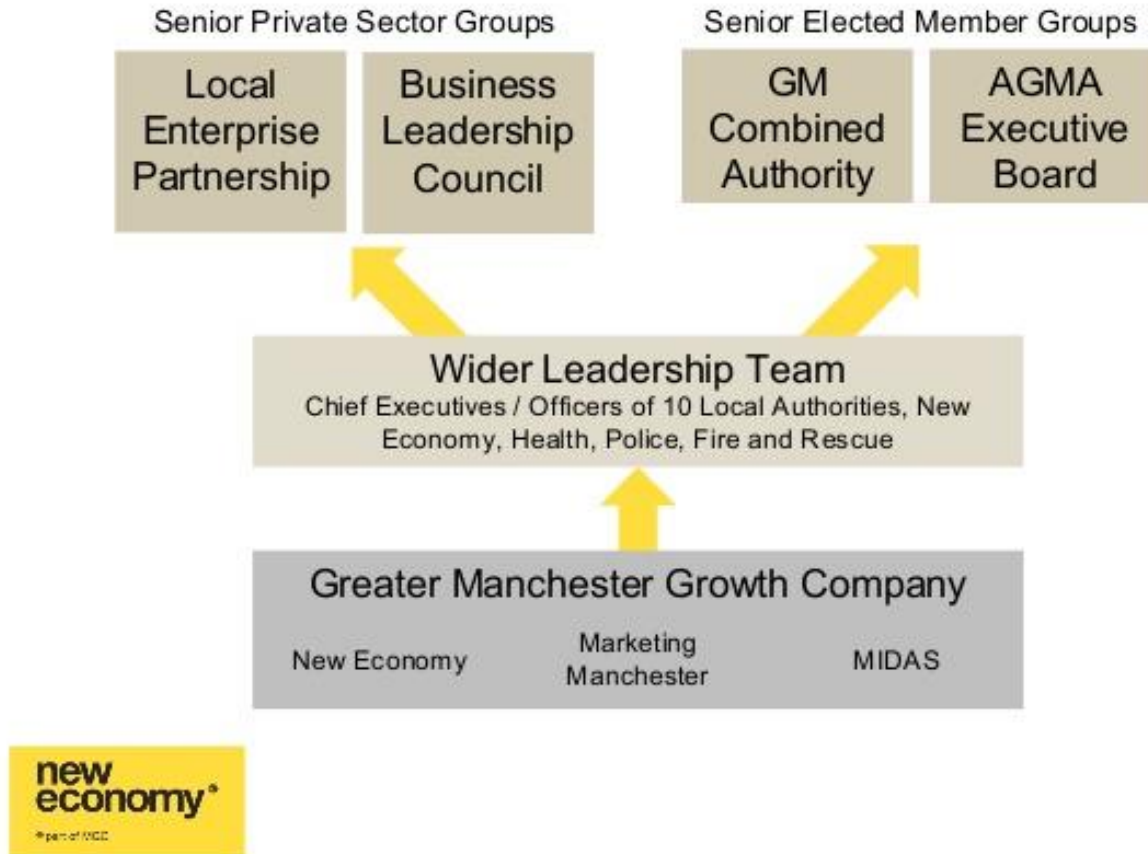 Senior Private Sector Groups
Senior Elected Member Groups
Local
Enterprise
Partnership
Business
Leadership
Council
GM
Combined
Authority
AGMA
Executive
Board
Wider Leadership Team
Chief Executives / Officers of 10 Local Authorities, New
Economy, Health, Police, Fire and Rescue
Greater Manchester Growth Company
New Economy
Marketing
Manchester
MIDAS
new
economy
part of